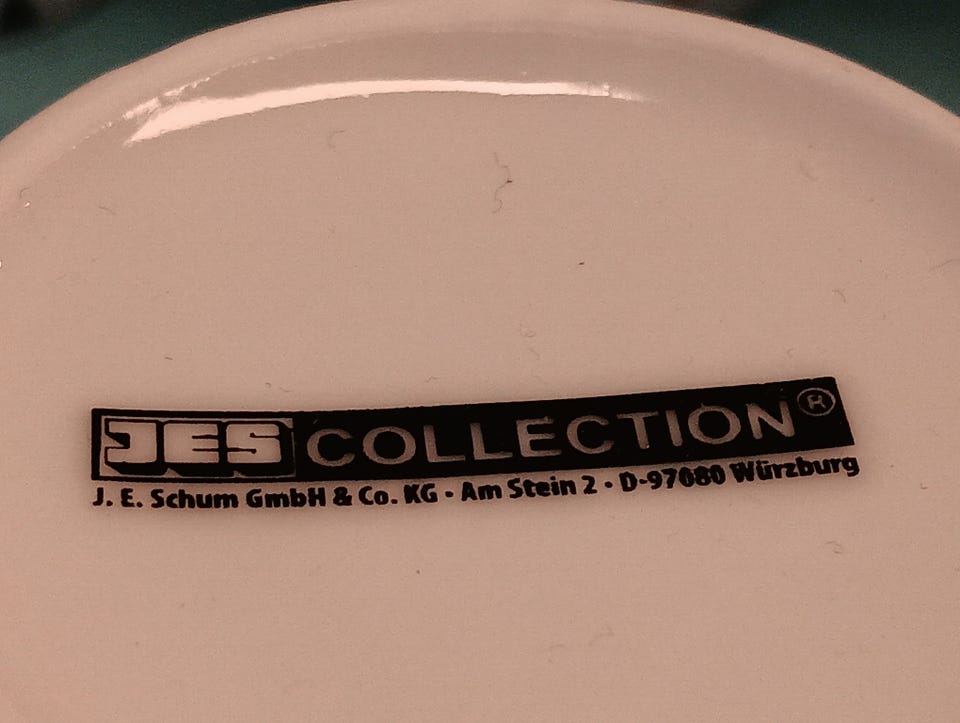 JES COLLECTION®
J. E. Schum GmbH & Co. KG · Am Stein 2 · D-97080 Würzburg